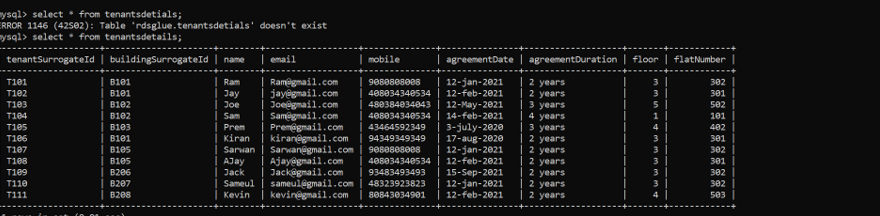 mysql> select * from tenantsdetials;
ERROR 1146 (42S02): Table 'rdsglue.tenantsdetials' doesn't exist
mysql> select * from tenantsdetails;
tenantSurrogateId | buildingSurrogateId | name | email | mobile | agreementDate | agreementDuration | floor | flatNumber |
T101 | B101 | Ram | Ram@gmail.com | 9080808008 | 12-jan-2021 | 2 years | 3 | 302 |
T102 | B101 | Jay | jay@gmail.com | 408034340534 | 12-feb-2021 | 2 years | 3 | 301 |
T103 | B102 | Joe | Joe@gmail.com | 480384034043 | 12-May-2021 | 3 years | 5 | 502 |
T104 | B102 | Sam | Sam@gmail.com | 408034340534 | 14-feb-2021 | 4 years | 1 | 101 |
T105 | B103 | Prem | Prem@gmail.com | 43464592349 | 3-july-2020 | 3 years | 4 | 402 |
T106 | B101 | Kiran | kiran@gmail.com | 94349349349 | 17-aug-2020 | 2 years | 3 | 301 |
T107 | B105 | Sarwan | Sarwan@gmail.com | 9080808008 | 12-jan-2021 | 2 years | 3 | 302 |
T108 | B105 | AJay | Ajay@gmail.com | 408034340534 | 12-feb-2021 | 2 years | 3 | 301 |
T109 | B206 | Jack | Jack@gmail.com | 93483493493 | 15-Sep-2021 | 2 years | 3 | 302 |
T110 | B207 | Sameul | sameul@gmail.com | 48323923823 | 12-jan-2021 | 2 years | 3 | 302 |
T111 | B208 | Kevin | kevin@gmail.com | 80843034901 | 12-feb-2021 | 2 years | 4 | 503 |